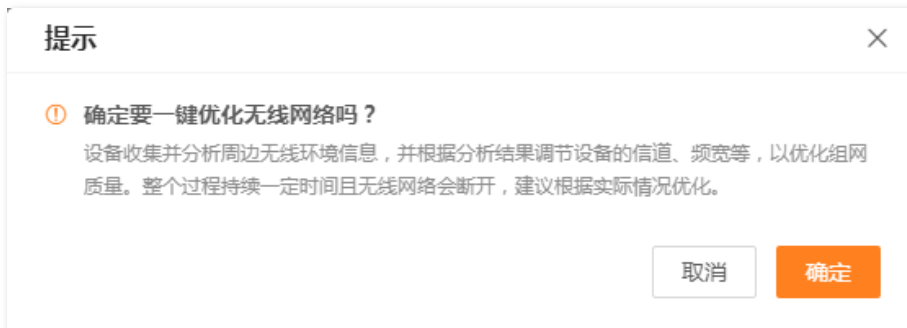 提示
确定要一键优化无线网络吗？
设备收集并分析周边无线环境信息，并根据分析结果调节设备的信道、频宽等，以优化组网
质量。整个过程持续一定时间且无线网络会断开，建议根据实际情况优化。
取消
确定